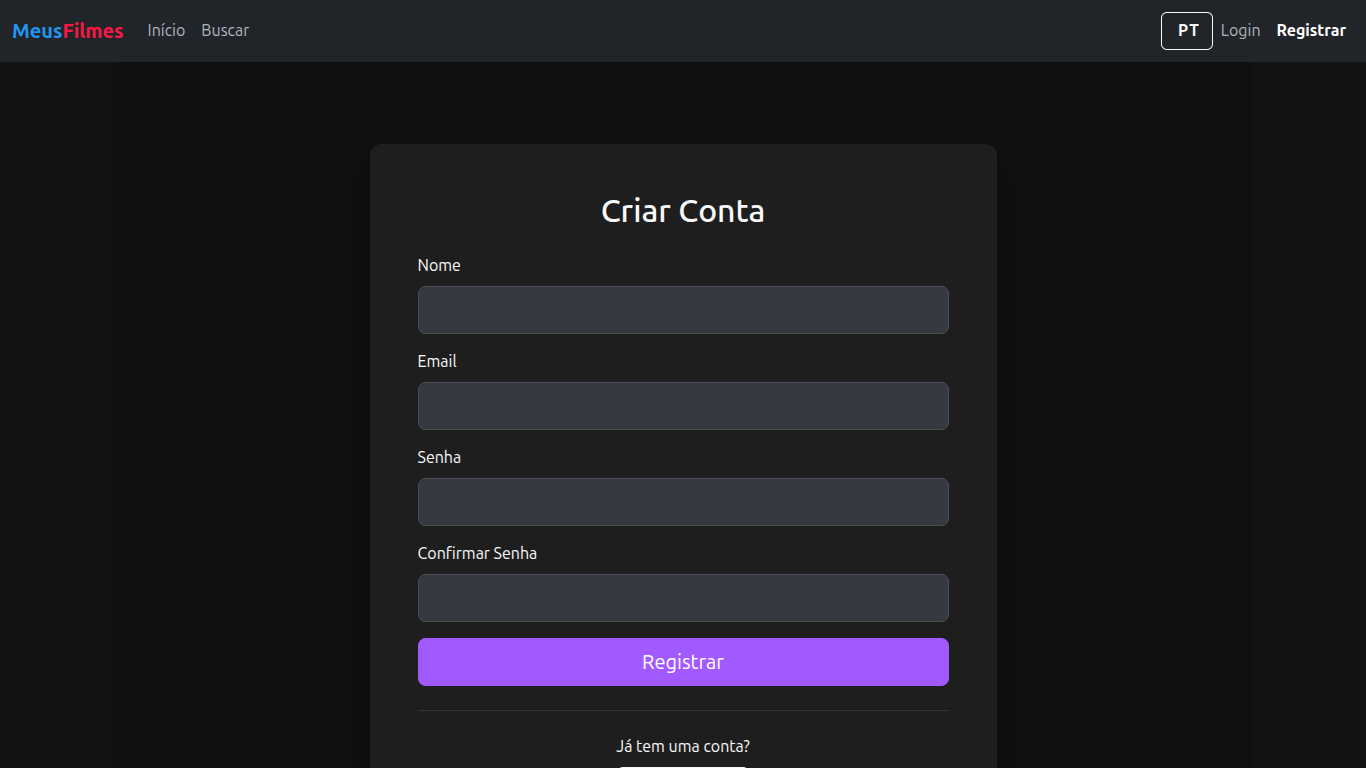 MeusFilmes Início Buscar PT Login Registrar
Criar Conta
Nome
Email
Senha
Confirmar Senha
Registrar
Já tem uma conta?